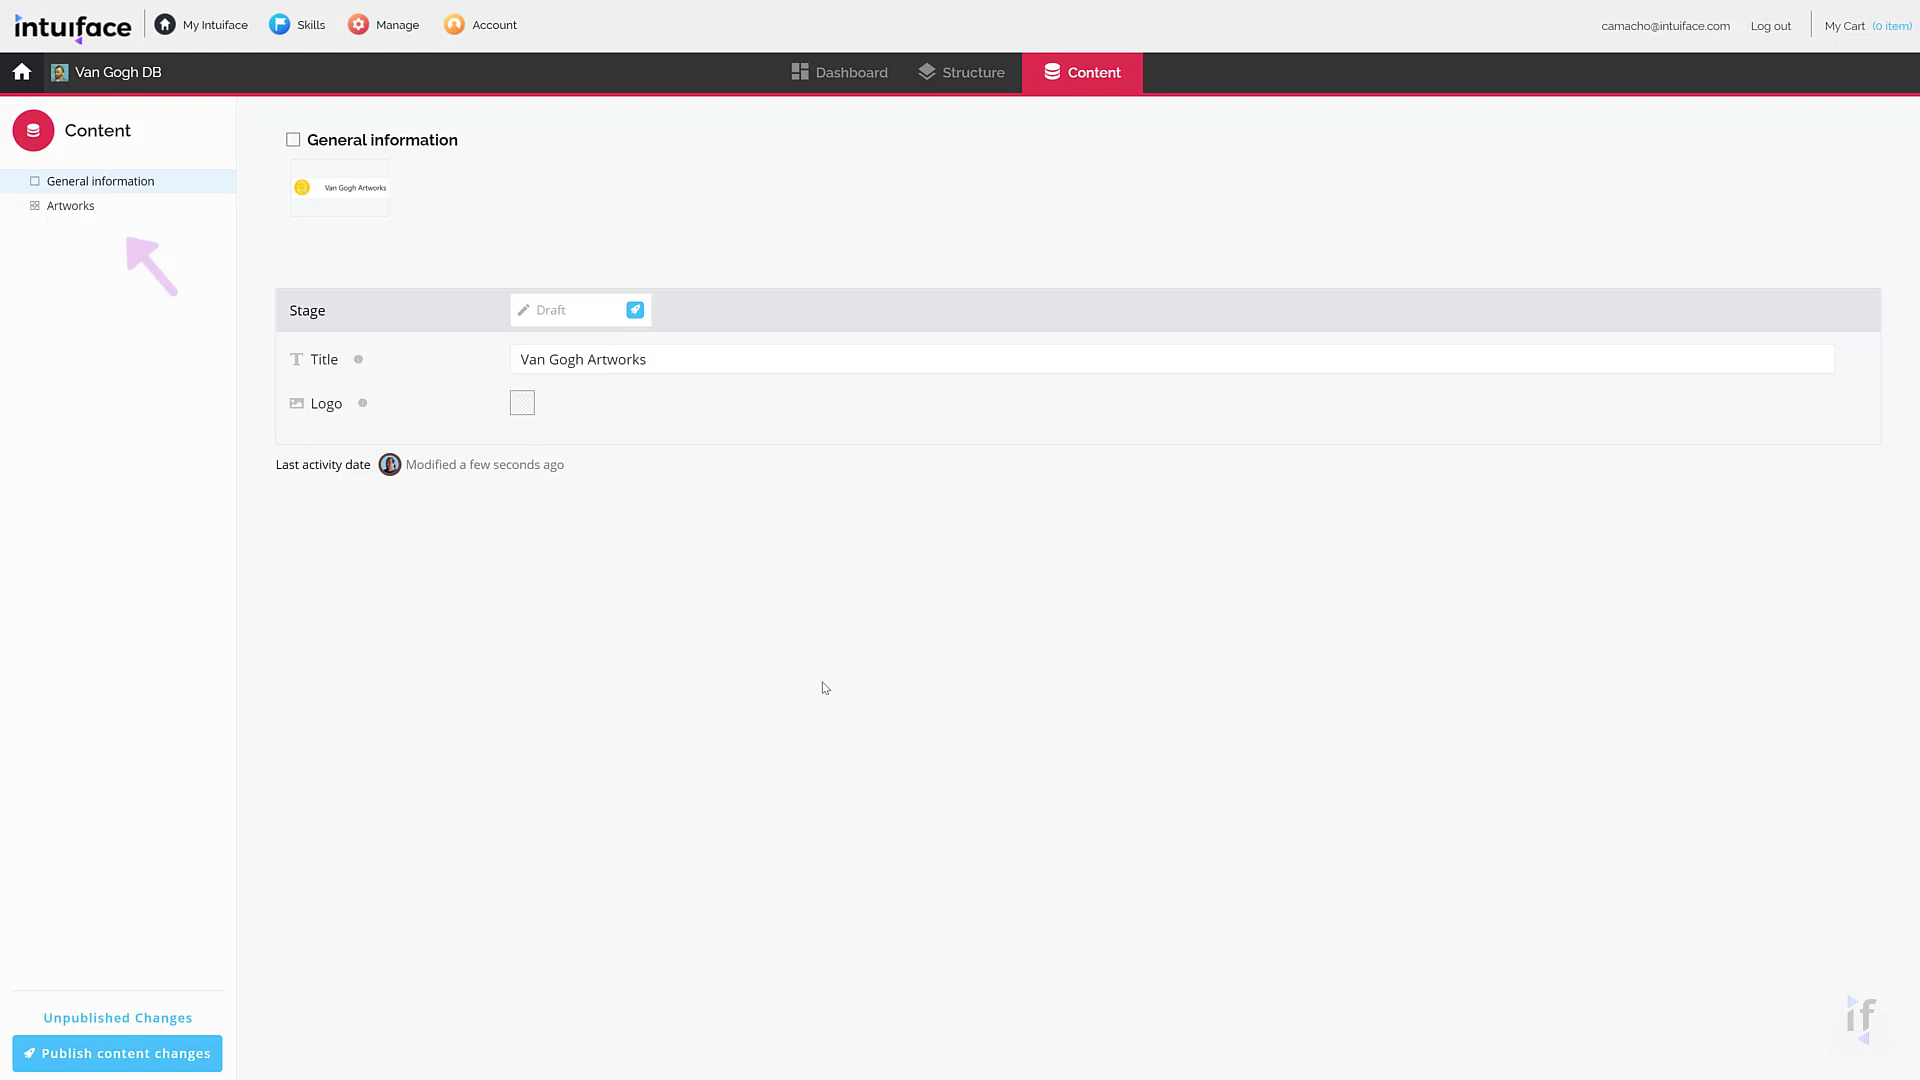 intuiface
My Intuiface
Skills
Manage
Account
camacho@intuiface.com
Log out
My Cart (0 item)
Van Gogh DB
Dashboard
Structure
Content
Content
General information
Artworks
General information
Van Gogh Artworks
Stage
Draft
Title
Van Gogh Artworks
Logo
Last activity date
Modified a few seconds ago
Unpublished Changes
Publish content changes
if